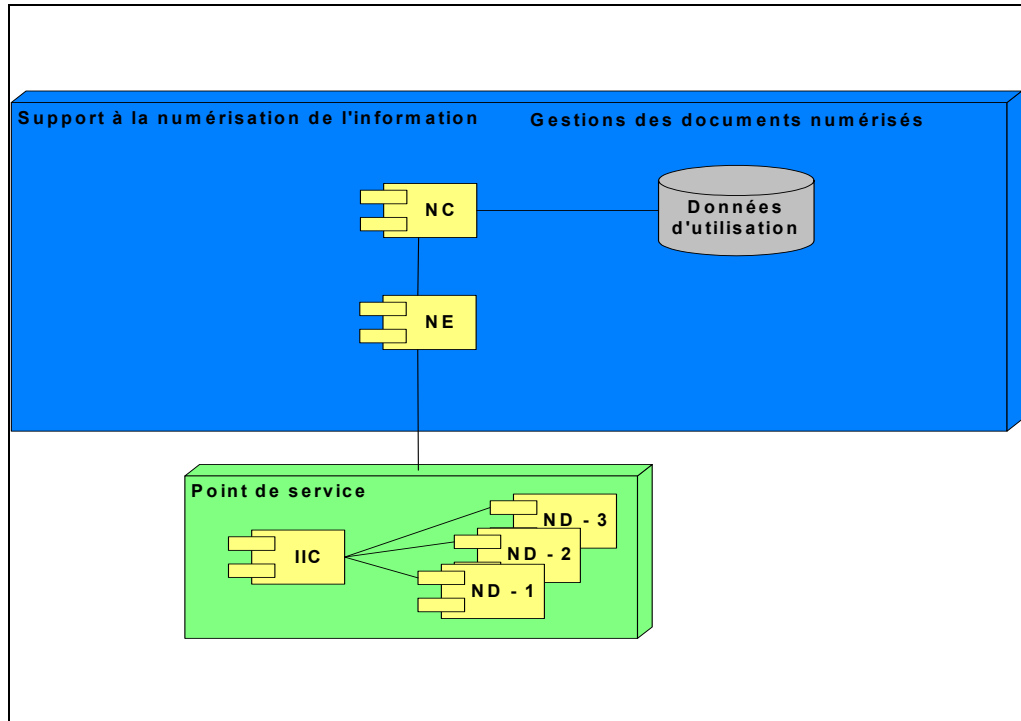 Support à la numérisation de l'information
Gestions des documents numérisés
NC
Données
d'utilisation
NE
Point de service
ND - 3
IIC
ND - 2
ND - 1